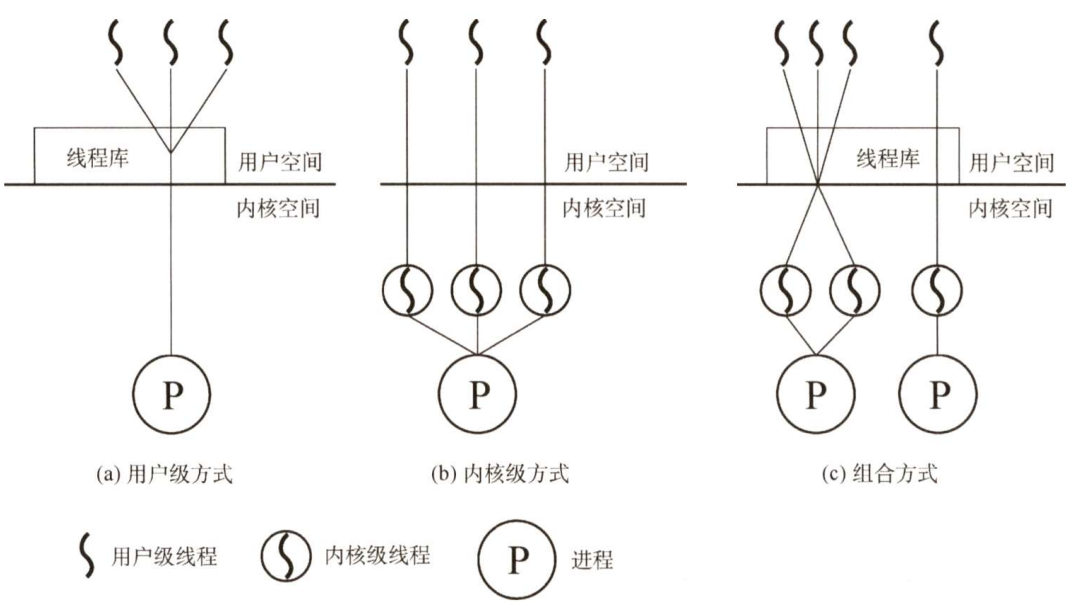 线程库
用户空间
内核空间
P
(a) 用户级方式
用户空间
内核空间
P
(b) 内核级方式
线程库
用户空间
内核空间
P
P
(c) 组合方式
用户级线程
内核级线程
P
进程